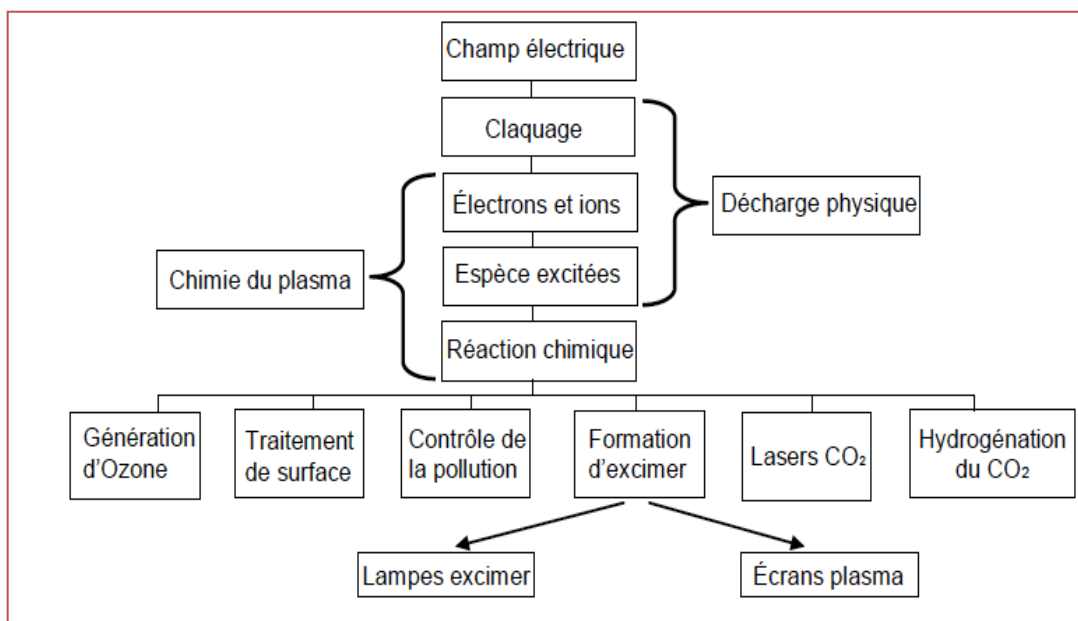 Champ électrique
Claquage
Électrons et ions
Décharge physique
Chimie du plasma
Espèce excitées
Réaction chimique
Génération
d'Ozone
Traitement
de surface
Contrôle de
la pollution
Formation
d'excimer
Lasers CO₂
Hydrogénation
du CO₂
Lampes excimer
Écrans plasma